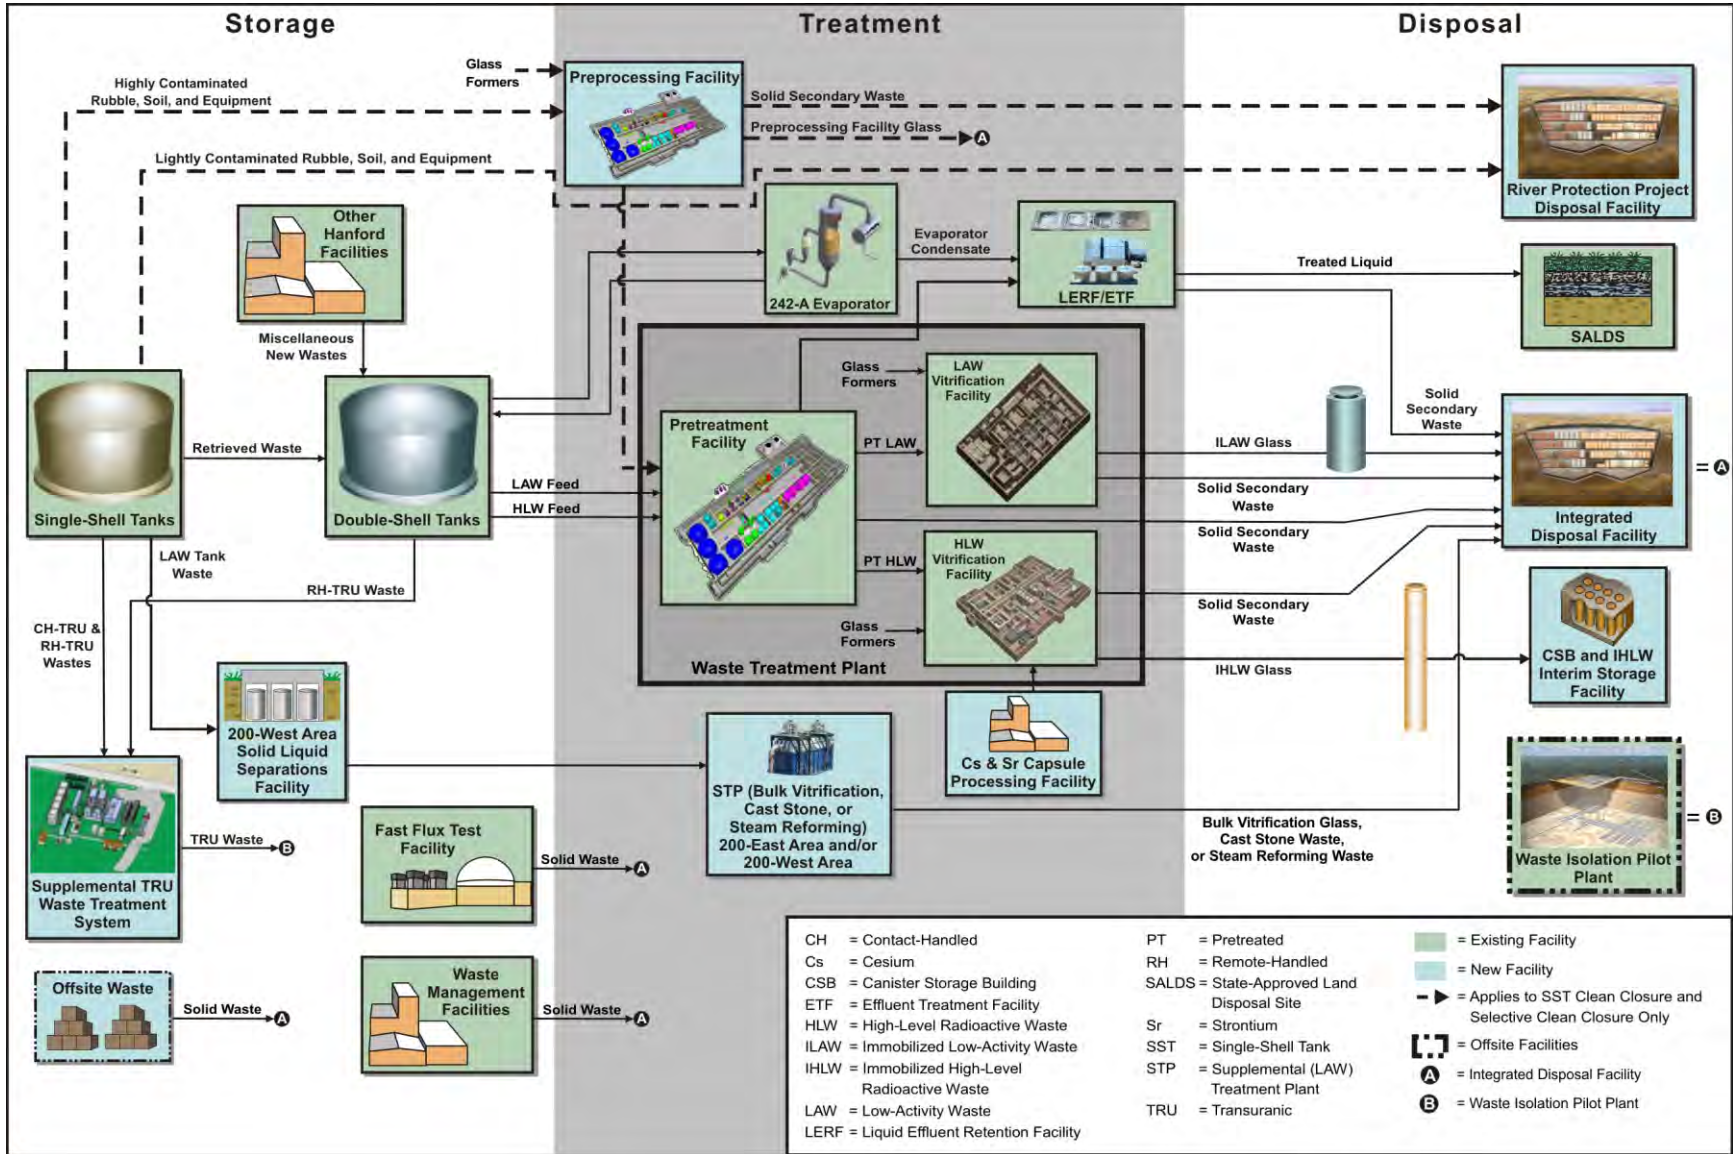 Storage
Treatment
Disposal
Highly Contaminated
Rubble, Soil, and Equipment
Glass
Formers
Preprocessing Facility
Solid Secondary Waste
Preprocessing Facility Glass
A
River Protection Project
Disposal Facility
Lightly Contaminated Rubble, Soil, and Equipment
Other
Hanford
Facilities
Miscellaneous
New Wastes
242-A Evaporator
Evaporator
Condensate
LERF/ETF
Treated Liquid
SALDS
Single-Shell Tanks
Retrieved Waste
Double-Shell Tanks
LAW Feed
HLW Feed
Pretreatment
Facility
Glass
Formers
LAW
Vitrification
Facility
PT LAW
ILAW Glass
Solid
Secondary
Waste
Solid Secondary
Waste
Solid Secondary
Waste
Integrated
Disposal Facility
= A
PT HLW
HLW
Vitrification
Facility
Glass
Formers
Solid Secondary
Waste
IHLW Glass
Waste Treatment Plant
CSB and IHLW
Interim Storage
Facility
LAW Tank
Waste
RH-TRU Waste
CH-TRU &
RH-TRU
Wastes
200-West Area
Solid Liquid
Separations
Facility
Cs & Sr Capsule
Processing Facility
STP (Bulk Vitrification,
Cast Stone, or
Steam Reforming)
200-East Area and/or
200-West Area
Bulk Vitrification Glass,
Cast Stone Waste,
or Steam Reforming Waste
Waste Isolation Pilot
Plant
= B
Supplemental TRU
Waste Treatment
System
TRU Waste
B
Fast Flux Test
Facility
Solid Waste
A
Offsite Waste
Solid Waste
A
Waste
Management
Facilities
Solid Waste
A
CH = Contact-Handled
Cs = Cesium
CSB = Canister Storage Building
ETF = Effluent Treatment Facility
HLW = High-Level Radioactive Waste
ILAW = Immobilized Low-Activity Waste
IHLW = Immobilized High-Level
Radioactive Waste
LAW = Low-Activity Waste
LERF = Liquid Effluent Retention Facility
PT = Pretreated
RH = Remote-Handled
SALDS = State-Approved Land
Disposal Site
Sr = Strontium
SST = Single-Shell Tank
STP = Supplemental (LAW)
Treatment Plant
TRU = Transuranic
= Existing Facility
= New Facility
= Applies to SST Clean Closure and
Selective Clean Closure Only
= Offsite Facilities
A = Integrated Disposal Facility
B = Waste Isolation Pilot Plant